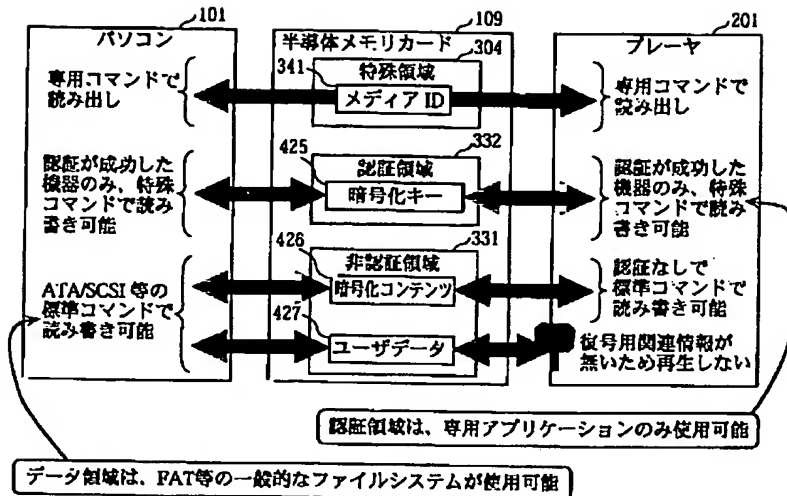 101
109
201
パソコン
半導体メモリカード
プレーヤ
304
特殊領域
341
メディア ID
専用コマンドで
読み出し
専用コマンドで
読み出し
332
425
認証領域
暗号化キー
認証が成功した
機器のみ、特殊
コマンドで読み
書き可能
認証が成功した
機器のみ、特殊
コマンドで読み
書き可能
331
426
非認証領域
暗号化コンテンツ
427
ユーザデータ
ATA/SCSI 等の
標準コマンドで
読み書き可能
認証なしで
標準コマンドで
読み書き可能
復号用関連情報が
無いため再生しない
認証領域は、専用アプリケーションのみ使用可能
データ領域は、FAT等の一般的なファイルシステムが使用可能